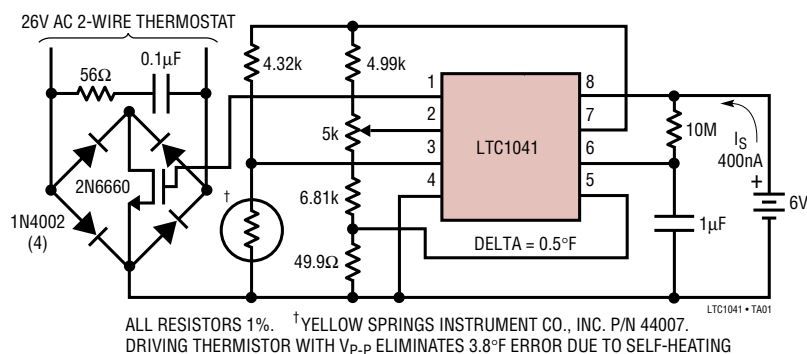 26V AC 2-WIRE THERMOSTAT
56Ω
0.1µF
4.32k
4.99k
5k
6.81k
49.9Ω
2N6660
1N4002
(4)
†
1
2
3
4
LTC1041
8
7
6
5
DELTA = 0.5°F
10M
1µF
IS
400nA
+
6V
LTC1041 • TA01
ALL RESISTORS 1%. †YELLOW SPRINGS INSTRUMENT CO., INC. P/N 44007.
DRIVING THERMISTOR WITH VP-P ELIMINATES 3.8°F ERROR DUE TO SELF-HEATING